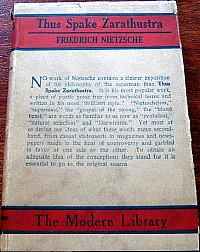 Thus Spake Zarathustra
FRIEDRICH NIETZSCHE
NO work of Nietzsche contains a clearer exposition
of his philosophy of the superman than Thus
Spake Zarathustra. It is his most popular work,
a piece of poetic prose free from technical terms and
written in his most "brilliant style." "Nietzscheism,"
"superman," the "gospel of the strong," the "blond
beast," are words as familiar to us now as "evolution,"
"natural selection" and "Darwinism." Yet most of
us derive our ideas of what these words mean second-
hand, from casual statements in magazines and news-
papers made in the heat of controversy and garbled
in favor of one side or the other. To obtain an
adequate idea of the conceptions they stand for it is
essential to go to the original source.
The Modern Library